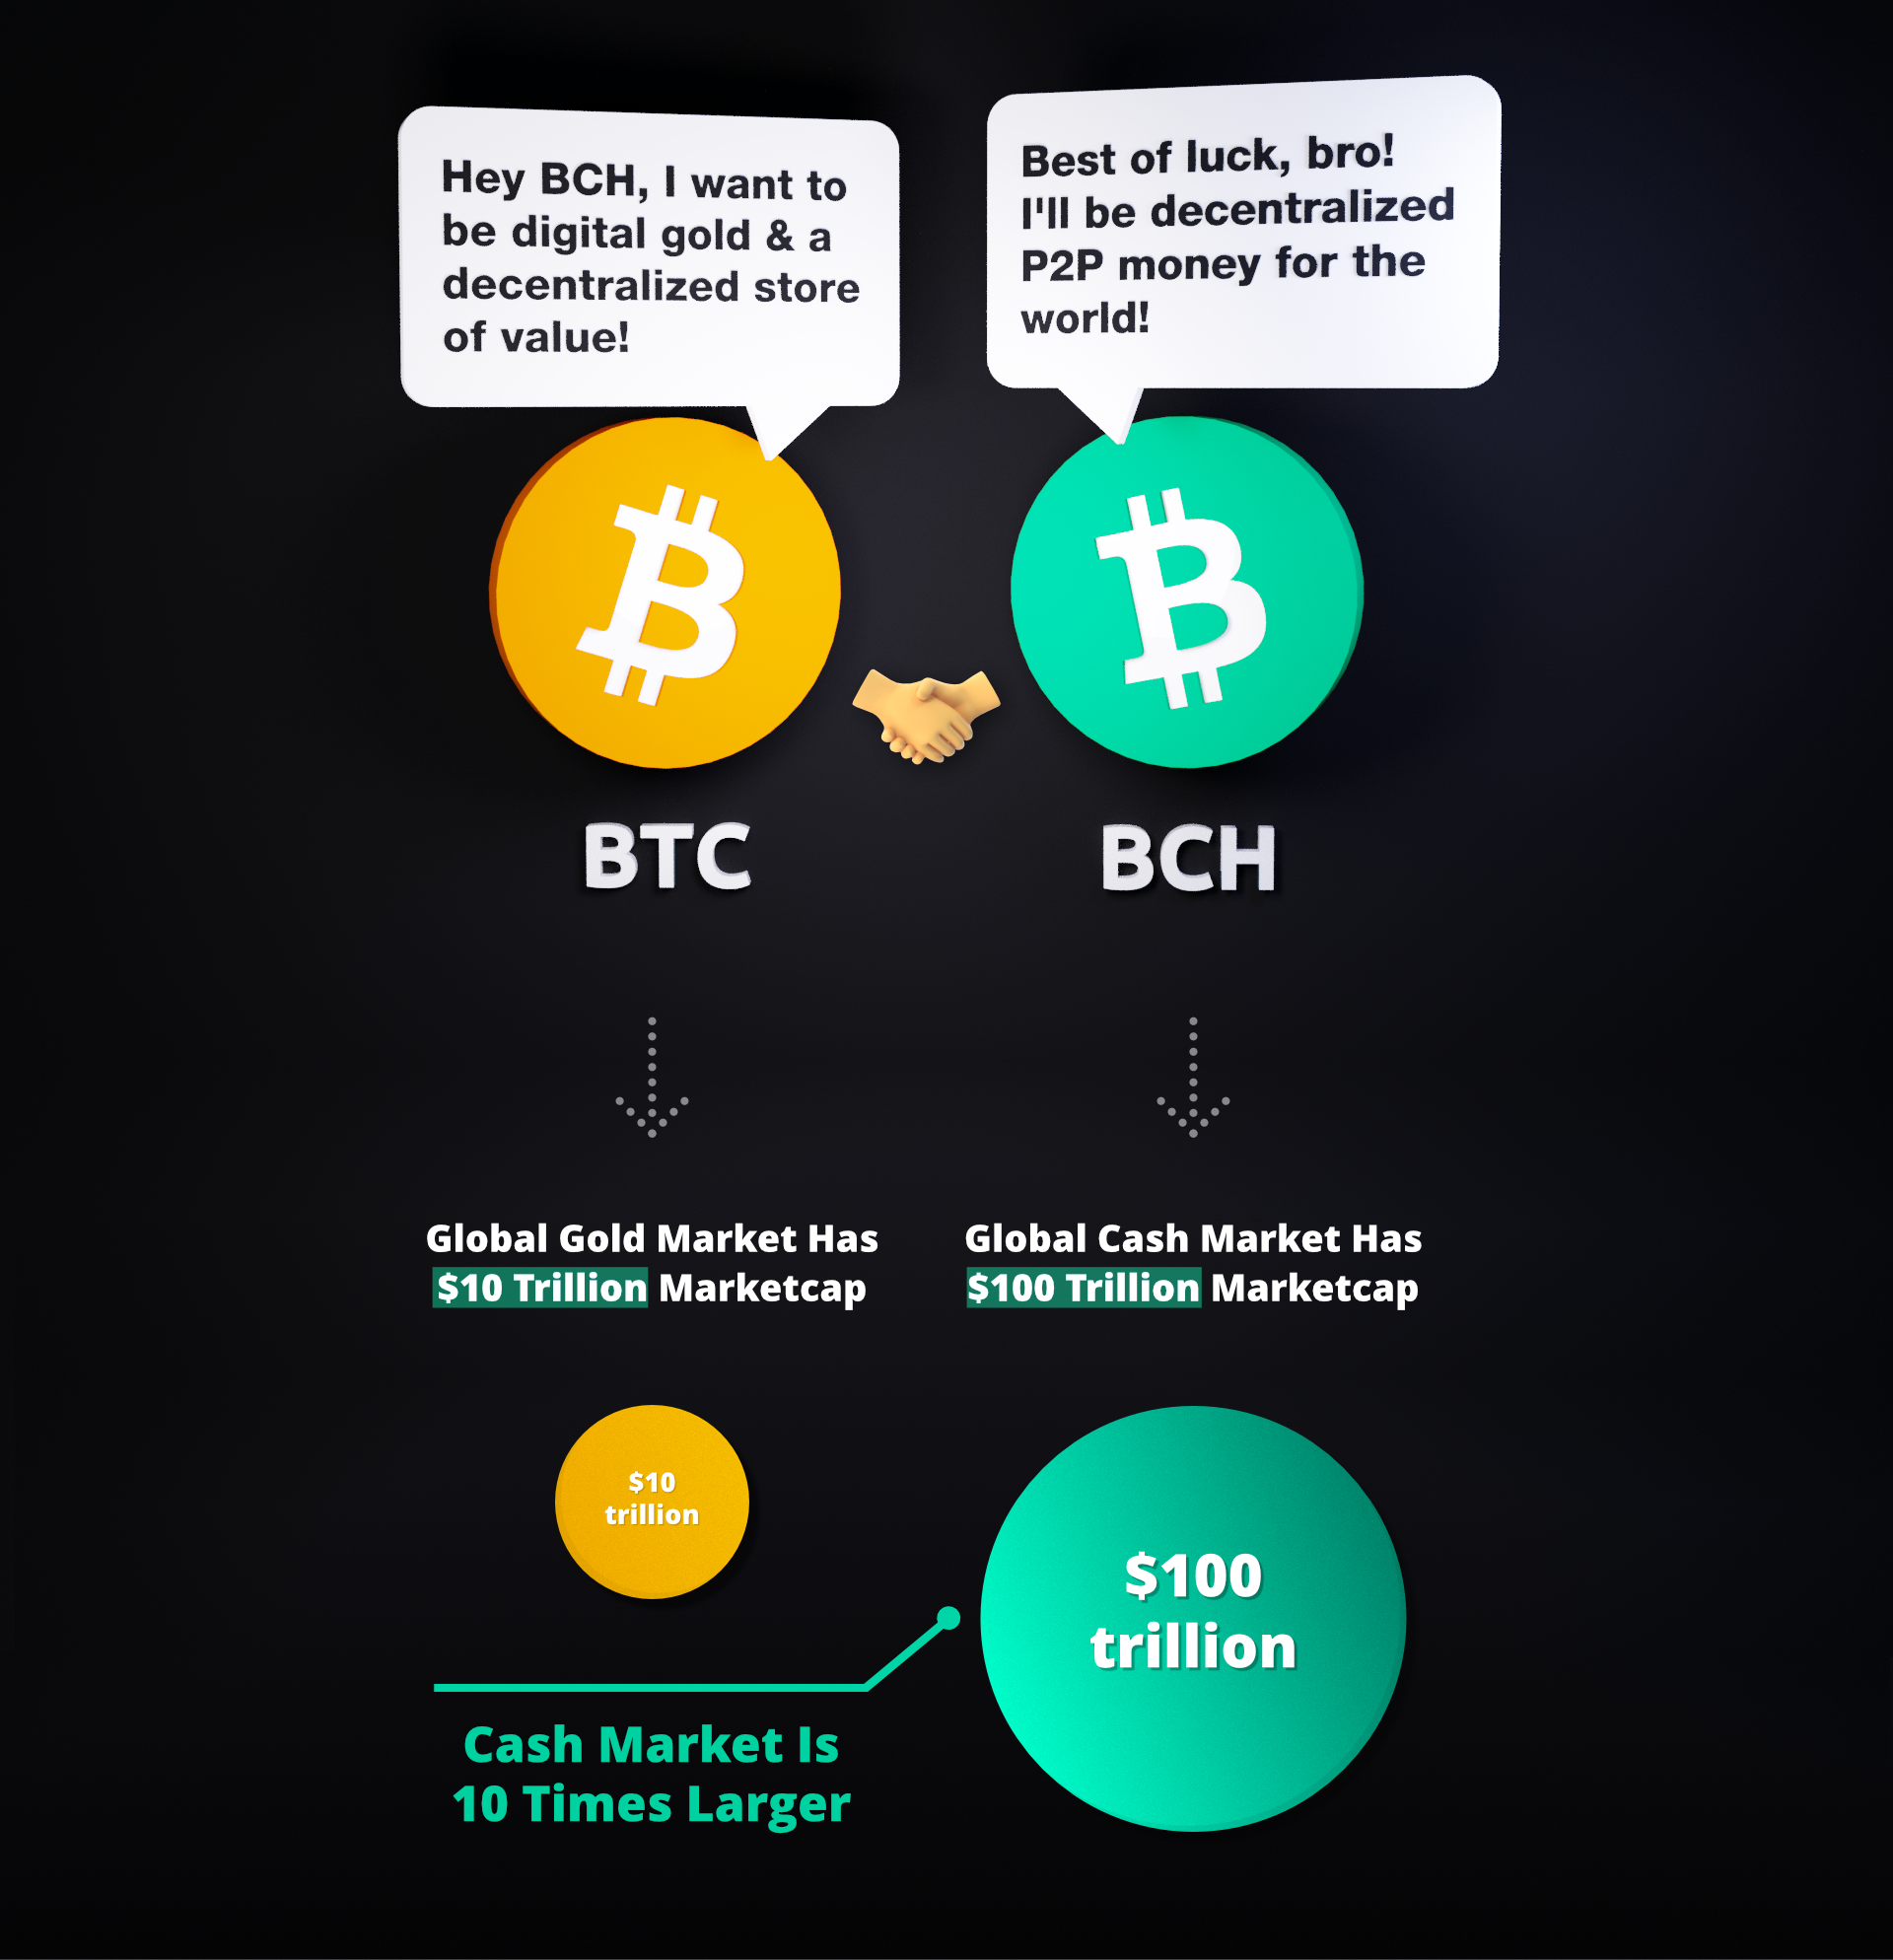 Hey BCH, I want to
be digital gold & a
decentralized store
of value!
Best of luck, bro!
I'll be decentralized
P2P money for the
world!
BTC
BCH
Global Gold Market Has
$10 Trillion Marketcap
Global Cash Market Has
$100 Trillion Marketcap
$10
trillion
$100
trillion
Cash Market Is
10 Times Larger